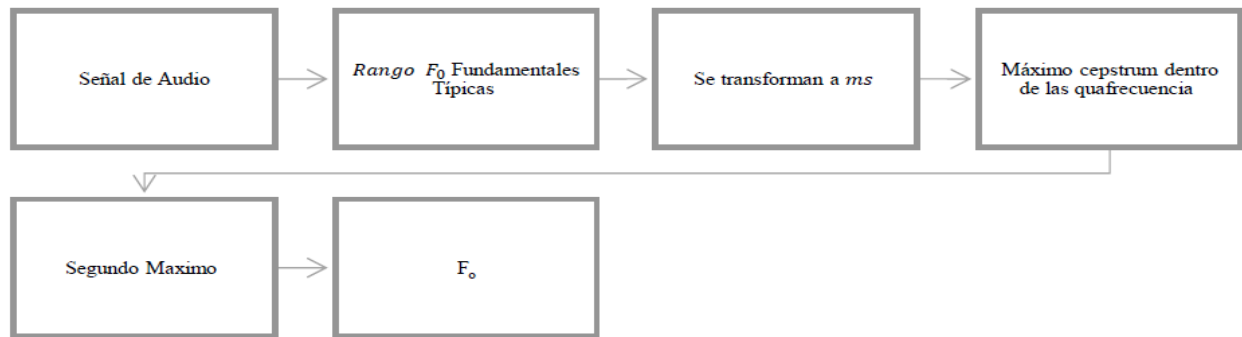 Señal de Audio
Rango F₀ Fundamentales
Típicas
Se transforman a ms
Máximo cepstrum dentro
de las quafrecuencia
Segundo Maximo
Fₒ